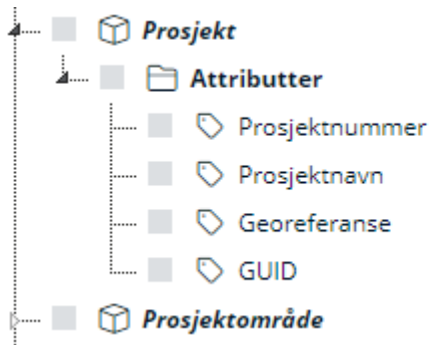 Prosjekt
Attributter
Prosjektnummer
Prosjektnavn
Georeferanse
GUID
Prosjektområde